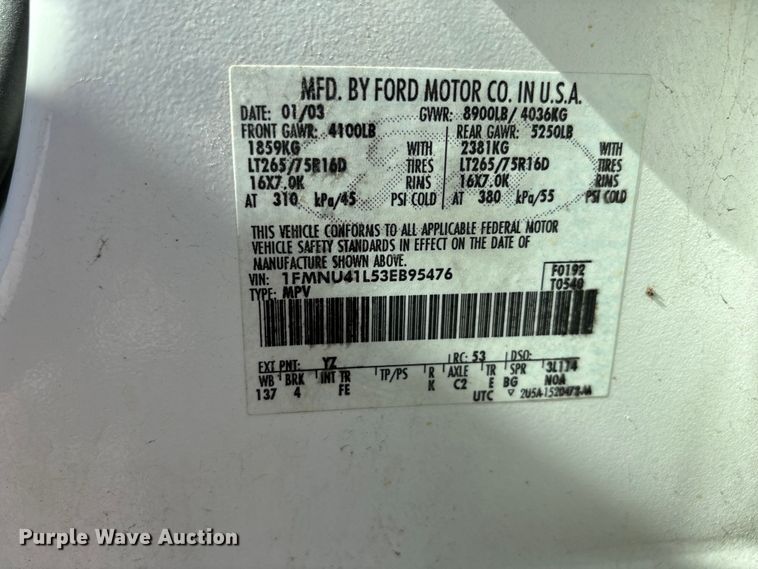 MFD. BY FORD MOTOR CO. IN U.S.A.
DATE: 01/03 GVWR: 8900LB/ 4036KG
FRONT GAWR: 4100LB REAR GAWR: 5250LB
1859KG WITH 2381KG WITH
LT265/75R16D TIRES LT265/75R16D TIRES
16X7.0K RIMS 16X7.0K RIMS
AT 310 kPa/45 PSI COLD AT 380 kPa/55 PSI COLD
THIS VEHICLE CONFORMS TO ALL APPLICABLE FEDERAL MOTOR
VEHICLE SAFETY STANDARDS IN EFFECT ON THE DATE OF
MANUFACTURE SHOWN ABOVE.
VIN: 1FMNU41L53EB95476 F0192
TYPE: MPV T0540
EXT PNT: YZ RC: 53 DSO:
WB BRK INT TR TP/PS R AXLE TR SPR 3L114
137 4 FE K C2 E BG NOA
UTC 2U5A-1520472-AA
Purple Wave Auction